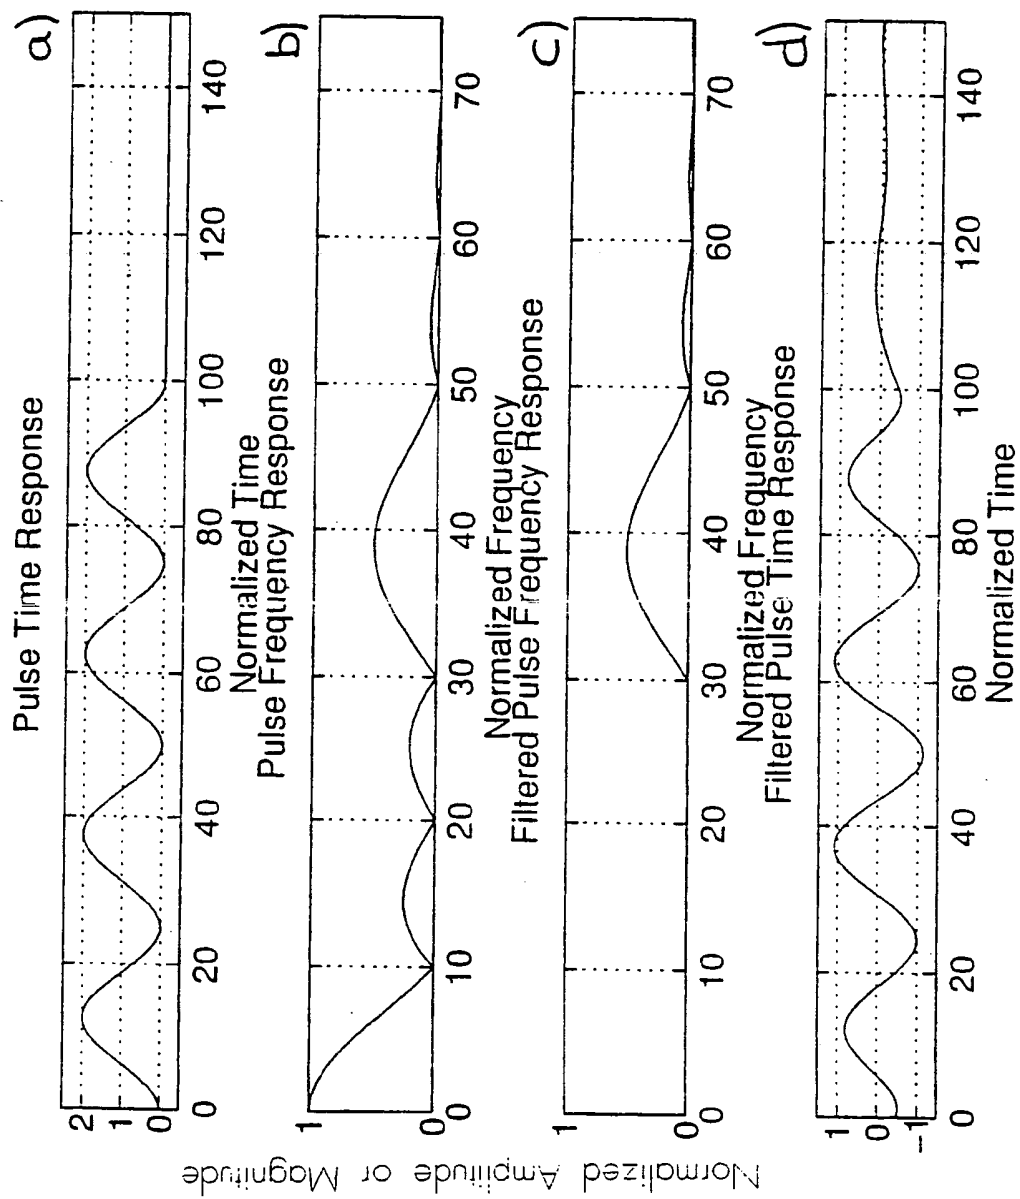 Pulse Time Response
a)
2
1
0
0 20 40 60 80 100 120 140
Normalized Time
Pulse Frequency Response
b)
1
0
0 10 20 30 40 50 60 70
Normalized Frequency
Filtered Pulse Frequency Response
c)
1
0
0 10 20 30 40 50 60 70
Normalized Frequency
Filtered Pulse Time Response
d)
1
0
-1
0 20 40 60 80 100 120 140
Normalized Time
Normalized Amplitude or Magnitude